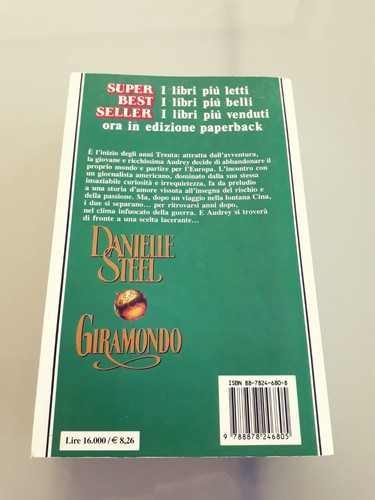 SUPER I libri più letti
BEST I libri più belli
SELLER I libri più venduti
ora in edizione paperback
È l'inizio degli anni Trenta: attratta dall'avventura,
la giovane e ricchissima Audrey decide di abbandonare il
proprio mondo e partire per l'Europa. L'incontro con
un giornalista americano, dominato dalla sua stessa
insaziabile curiosità e irrequietezza, fa da preludio
a una storia d'amore vissuta all'insegna del rischio e
della passione. Ma, dopo un viaggio nella lontana Cina,
i due si separano... per ritrovarsi anni dopo,
nel clima infuocato della guerra. E Audrey si troverà
di fronte a una scelta lacerante...
DANIELLE
STEEL
GIRAMONDO
ISBN 88-7824-680-8
9 788878 246805
Lire 16.000/€ 8,26